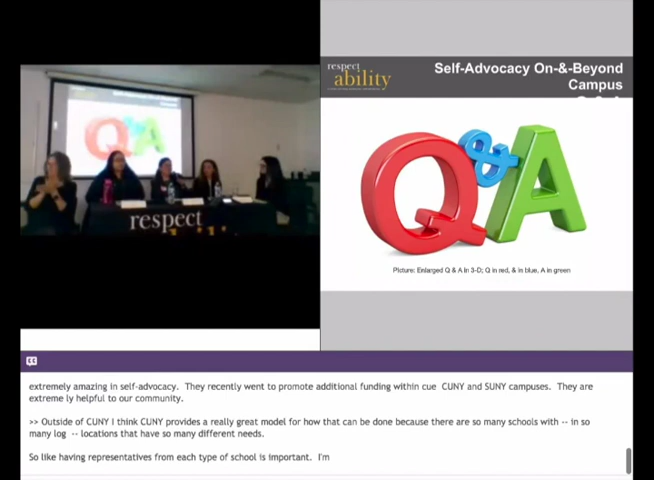 respect
ability
Self-Advocacy On-&-Beyond
Campus
Q & A
Picture: Enlarged Q & A in 3-D; Q in red, & in blue, A in green
respect
extremely amazing in self-advocacy.  They recently went to promote additional funding within cue  CUNY and SUNY campuses.  They are
extreme ly helpful to our community.
>> Outside of CUNY I think CUNY provides a really great model for how that can be done because there are so many schools with -- in so
many log  -- locations that have so many different needs.
So like having representatives from each type of school is important.  I'm